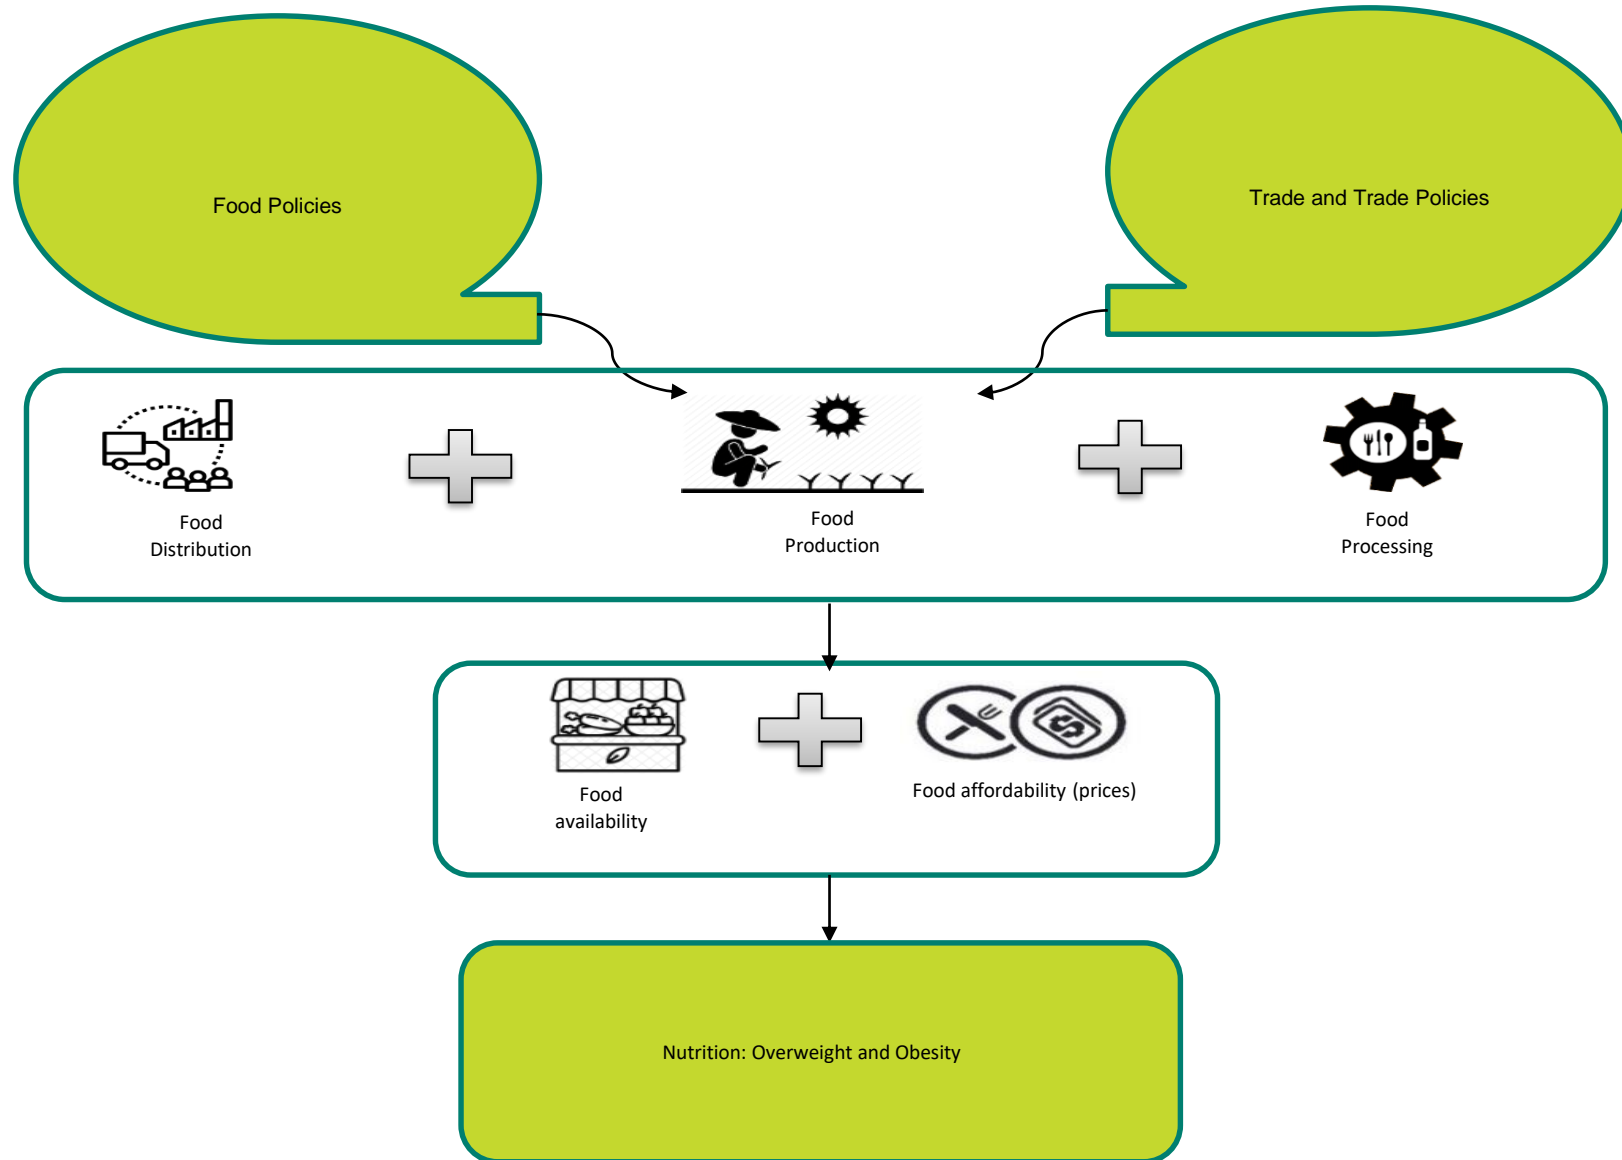 Food Policies
Trade and Trade Policies
Food
Distribution
Food
Production
Food
Processing
Food
availability
Food affordability (prices)
$
Nutrition: Overweight and Obesity